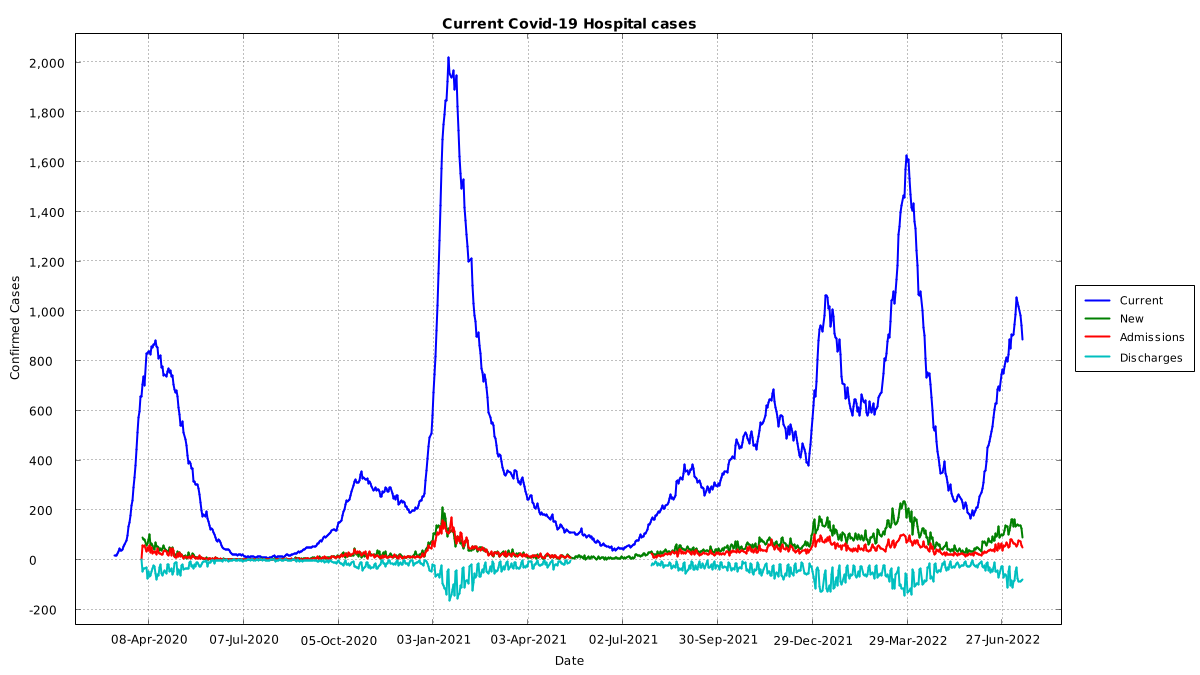 Current Covid-19 Hospital cases
2,000
1,800
1,600
1,400
1,200
1,000
800
600
400
200
0
-200
Confirmed Cases
08-Apr-2020 07-Jul-2020 05-Oct-2020 03-Jan-2021 03-Apr-2021 02-Jul-2021 30-Sep-2021 29-Dec-2021 29-Mar-2022 27-Jun-2022
Date
Current
New
Admissions
Discharges